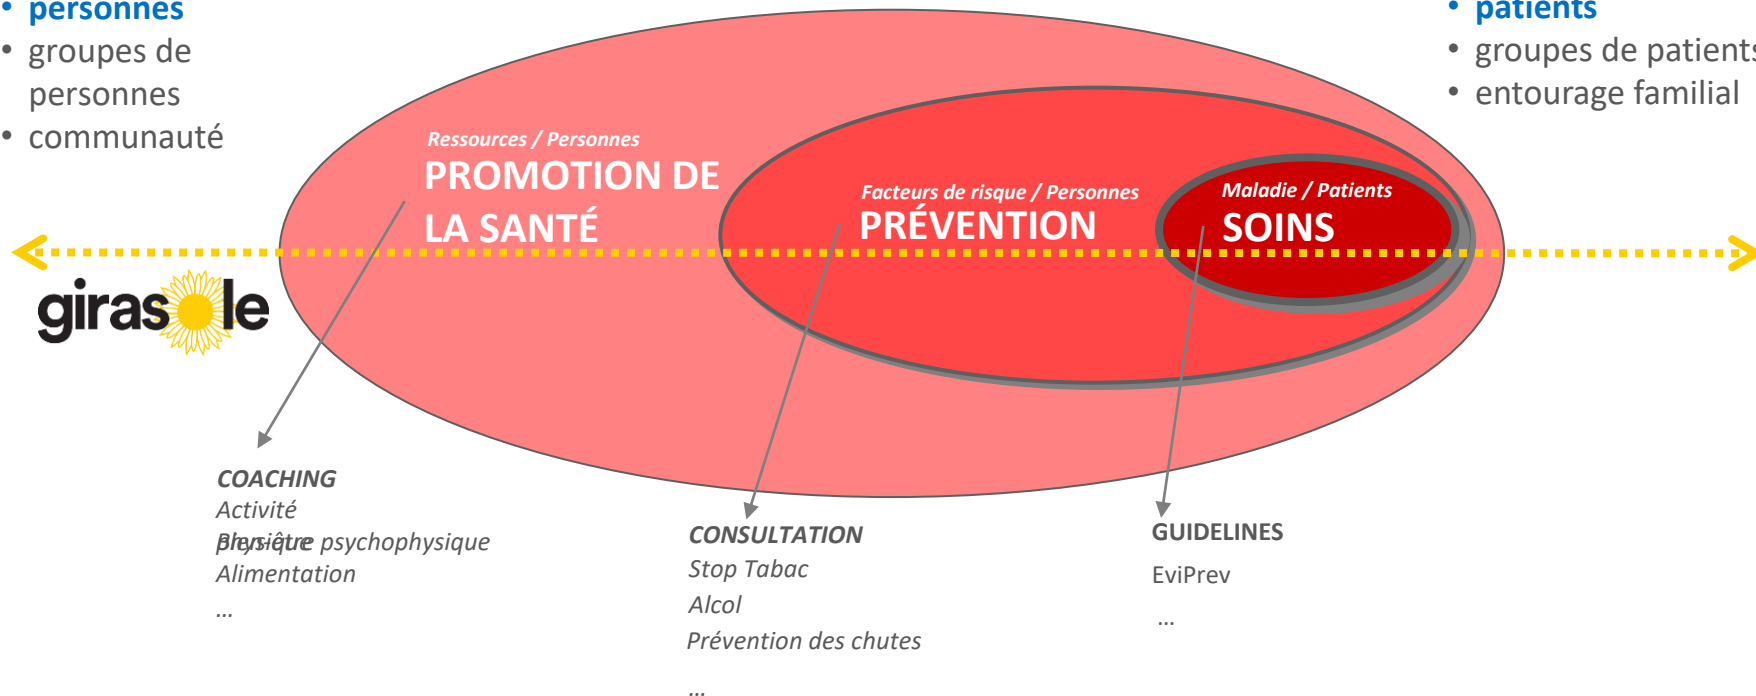 • personnes
• groupes de
personnes
• communauté
• patients
• groupes de patients
• entourage familial
Ressources / Personnes
PROMOTION DE
LA SANTÉ
Facteurs de risque / Personnes
PRÉVENTION
Maladie / Patients
SOINS
girasole
COACHING
Activité
physique
Bien-être psychophysique
Alimentation
...
CONSULTATION
Stop Tabac
Alcol
Prévention des chutes
...
GUIDELINES
EviPrev
...